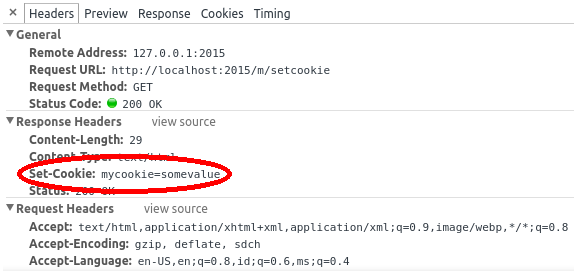 × Headers Preview Response Cookies Timing
▼General
Remote Address: 127.0.0.1:2015
Request URL: http://localhost:2015/m/setcookie
Request Method: GET
Status Code: 200 OK
▼Response Headers view source
Content-Length: 29
Content-Type: text/html
Set-Cookie: mycookie=somevalue
Status: 200 OK
▼Request Headers view source
Accept: text/html,application/xhtml+xml,application/xml;q=0.9,image/webp,*/*;q=0.8
Accept-Encoding: gzip, deflate, sdch
Accept-Language: en-US,en;q=0.8,id;q=0.6,ms;q=0.4